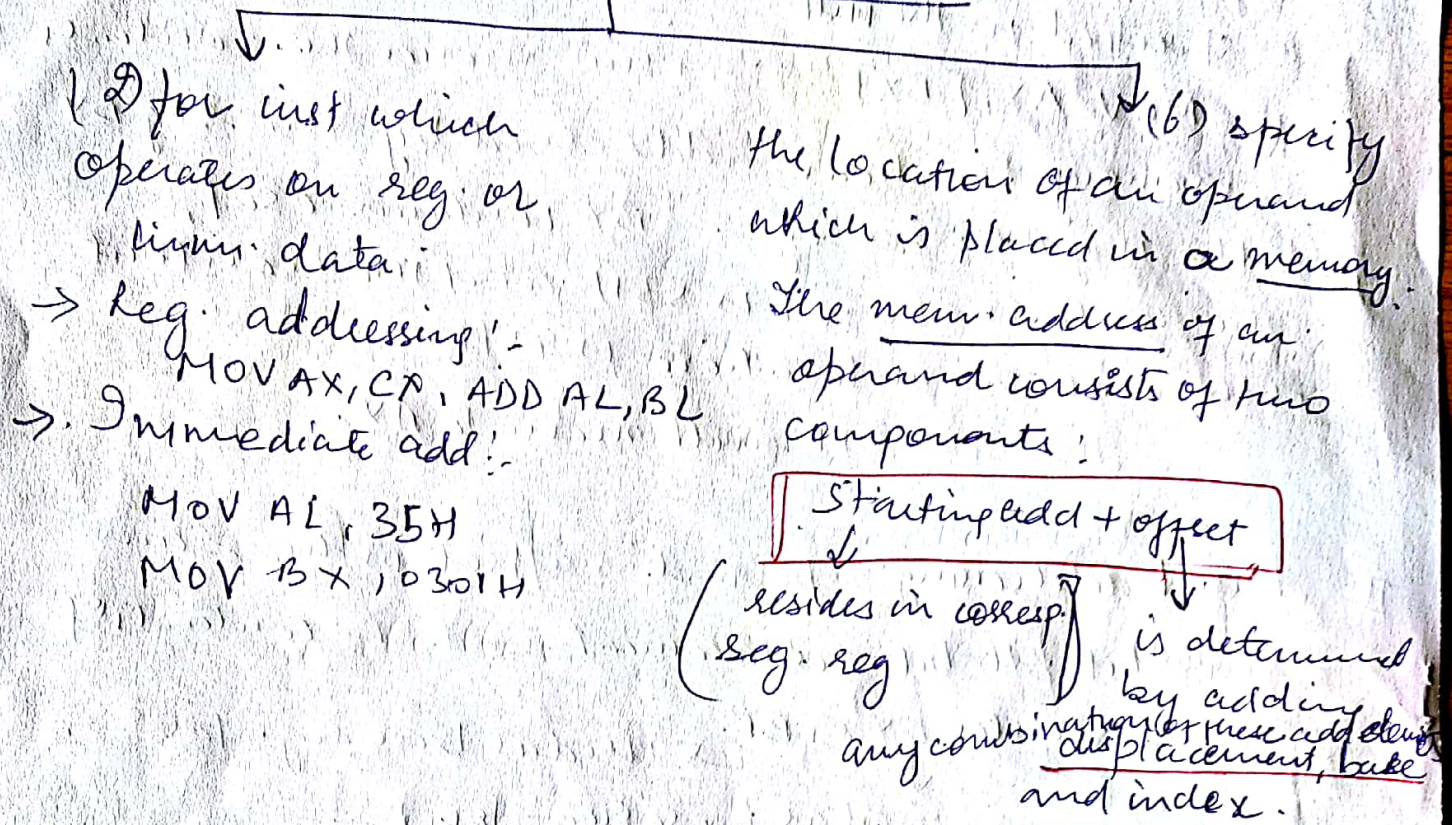 (2) for inst which
operates on reg. or
imm. data :
→ Reg. addressing :-
MOV AX, CX, ADD AL, BL
→ Immediate add :-
MOV AL, 35H
MOV BX, 0301H
(6) specify
the location of an operand
which is placed in a memory.
The mem. address of an
operand consists of two
components :
Starting add + offset
(resides in corresp.
seg. reg)
is determined
by adding
any combination of these add elem
displacement, base
and index.